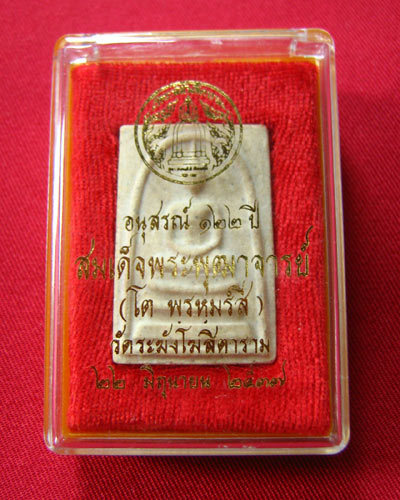 อนุสรณ์ ๑๒๒ ปี
สมเด็จพระพุฒาจารย์
(โต พรหมรังสี)
วัดระฆังโฆสิตาราม
๒๒ มิถุนายน ๒๕๓๗